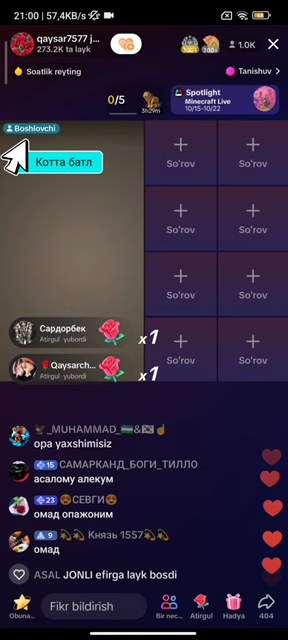 21:00 | 57,4KB/s
qaysar7577 j...
273.2K ta layk
300+
100+
1.0K
Soatlik reyting
Tanishuv >
0/5
3h29m
Spotlight
Minecraft Live
10/15-10/22
Boshlovchi
Котта батл
So'rov
So'rov
So'rov
So'rov
So'rov
So'rov
So'rov
So'rov
Сардорбек
Atirgul yubordi
x1
Qaysarch...
Atirgul yubordi
x1
_MUHAMMAD_🇺🇿&🇰🇷☝
opa yaxshimisiz
15 САМАРКАНД_БОГИ_ТИЛЛО
асалому алекум
23 😍СЕВГИ😍
омад опажоним
9 💫💫 Князь 1557💫💫
омад
ASAL JONLI efirga layk bosdi
Obuna...
Fikr bildirish
Bir nec...
Atirgul
Hadya
404